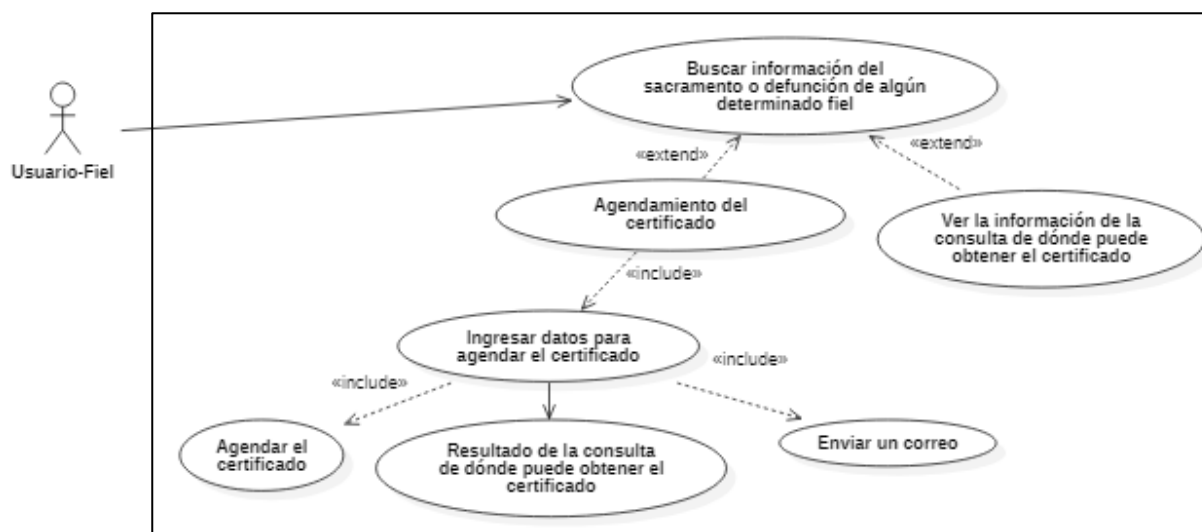 Buscar información del
sacramento o defunción de algún
determinado fiel
Usuario-Fiel
«extend»
«extend»
Agendamiento del
certificado
Ver la información de la
consulta de dónde puede
obtener el certificado
«include»
Ingresar datos para
agendar el certificado
«include»
«include»
Agendar el
certificado
Resultado de la consulta
de dónde puede obtener el
certificado
Enviar un correo